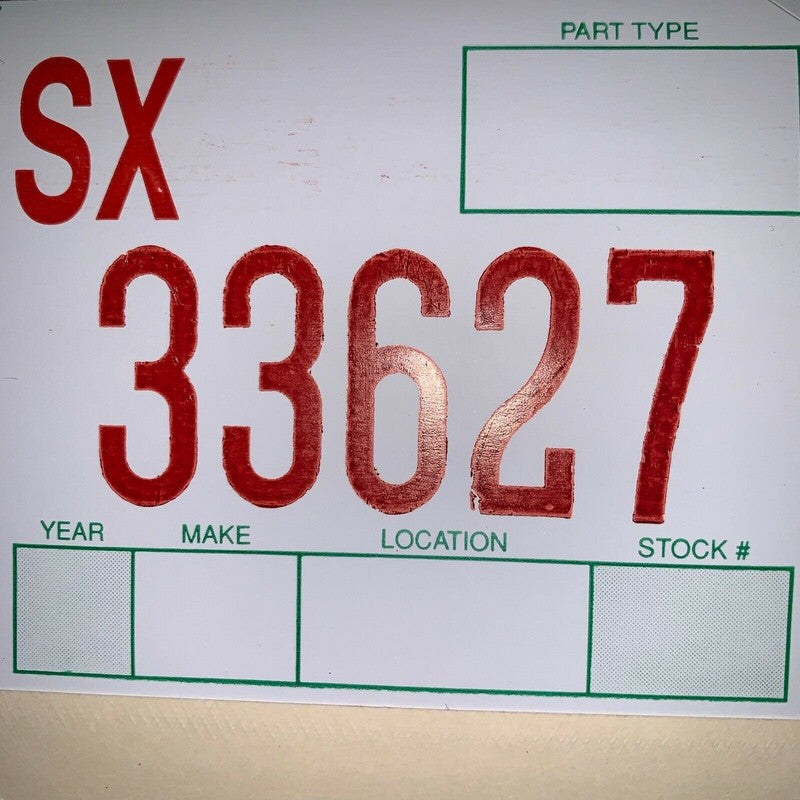 PART TYPE
SX
33627
YEAR MAKE LOCATION STOCK #